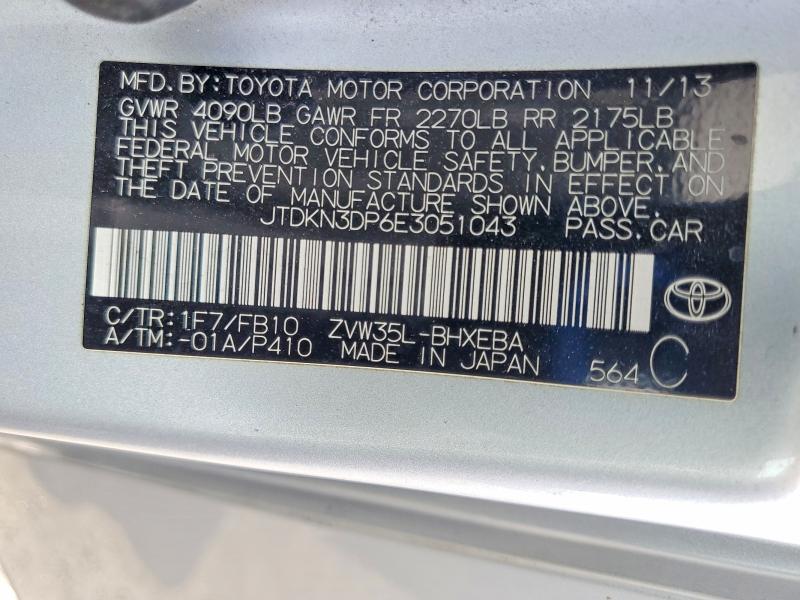 MFD.BY:TOYOTA MOTOR CORPORATION 11/13
GVWR 4090LB GAWR FR 2270LB RR 2175LB
THIS VEHICLE CONFORMS TO ALL APPLICABLE
FEDERAL MOTOR VEHICLE SAFETY, BUMPER, AND
THEFT PREVENTION STANDARDS IN EFFECT ON
THE DATE OF MANUFACTURE SHOWN ABOVE.
JTDKN3DP6E3051043 PASS.CAR
C/TR:1F7/FB10 ZVW35L-BHXEBA
A/TM:-01A/P410 MADE IN JAPAN
564 C